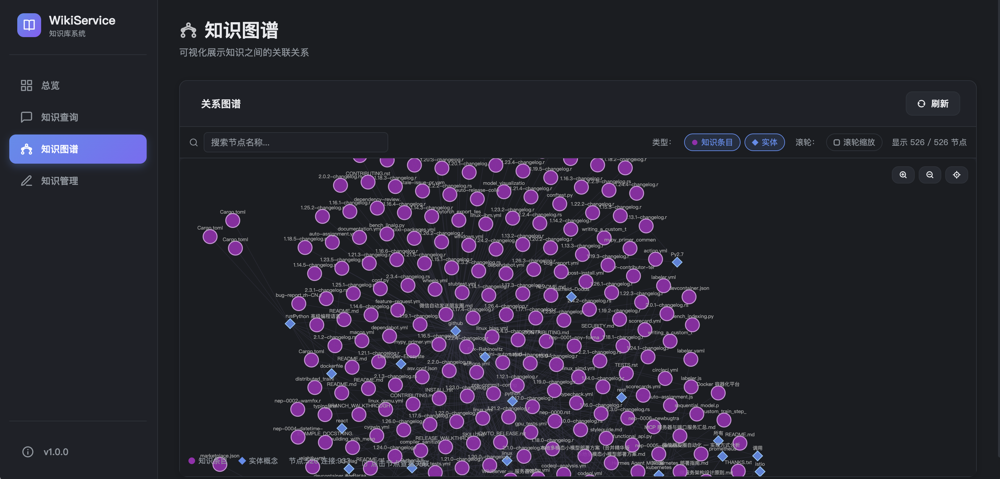 WikiService
知识库系统
总览
知识查询
知识图谱
知识管理
v1.0.0
知识图谱
可视化展示知识之间的关联关系
关系图谱
刷新
搜索节点名称...
类型：
知识条目
实体
滚轮：
滚轮缩放
显示 526 / 526 节点
1.20.3-changelog.r
1.20.1-changelog.
1.23.4-changelog.r
1.19.5-changelog.r
1.18.2-changelog.r
2.0.2-changelog.rs
CONTRIBUTING.rst
1.18.3-changelog.r
stale-issue-pr.yam
2.2.2-changelog.rs
auto-release-colle
model_visualizatio
1.21.4-changelog.r
1.16.3-changelog.r
2.2.5-changelog.rs
1.24.4-changelog.r
conftest.py
1.25.2-changelog.r
1.16.1-changelog.r
dependency-review.
1.16.4-changelog.r
1.14.3-changelog.r
pytorch_export_tes
linux-ibm.yml
1.23.2-changelog.r
2.2.4-changelog.rs
1.14.2-changelog.r
1.22.2-changelog.r
1.15.3-changelog.r
1.13.1-changelog.r
Cargo.toml
Cargo.toml
Cargo.toml
1.18.5-changelog.r
auto-assignment.y
documentation.yml
bench_linalg.py
pixi-packages.yml
1.26.2-changelog.r
windows.yml
1.24.2-changelog.
1.13.2-changelog.r
1.20.2-changelog.r
1.13.3-changelog.r
writing_a_custom_t
mypy_primer_commen
action.yml
Py2.7
1.14.5-changelog.r
1.23.5-changelog.r
1.21.3-changelog.r
1.16.6-changelog.r
1.21.5-changelog.r
1.15.1-changelog.r
2.3.2-changelog.rs
dependabot.yml
1.26.3-changelog.r
bug-report.yml
post-install.yml
1.19.3-changelog.r
pr-contributor-ter
labeler.yml
devcontainer.json
bug-report.zh-CN.y
2.3.1-changelog.rs
1.25.1-changelog.r
conf.py
2.3.4-changelog.rs
wheels.yml
stubtest.yml
1.14.1-changelog.r
1.17.3-changelog.r
README.md
Hatfield-Dodds
2.4.2-changelog.rs
1.26.1-changelog.r
1.22.3-changelog.r
2.0.1-changelog.rs
bench_indexing.py
rust
Python 高级编程语言
README.md
1.14.6-changelog.r
feature-request.ym
1.19.1-changelog.
微信自动发送朋友圈.md
1.17.4-changelog.r
1.26.4-changelog.r
1.17.1-changelog.r
1.23.3-changelog.
1.19.2-changelog.r
scorecard.yml
writing_a_custom_t
github
2.1.2-changelog.rs
macos.yml
dependabot.yml
mypy_primer.yml
1.16.5-changelog.r
1.22.4-changelog.r
linux_blas.yml
2.4.0-changelog.rs
CONTRIBUTING.md
nep-0001-npy-forma
SECURITY.md
1.18.1-changelog.r
1.24.1-changelog.r
labeler.yaml
Cargo.toml
dockerfile
README.md
1.21.1-changelog.r
Developer-Ecosyste
asv.conf.json
2.2.0-changelog.rs
actions.yml
1.15.0-changelog.r
1.13.0-changelog.r
2.2.1-changelog.rs
linux_simd.yml
TESTS.rst
circleci.yml
labeler.js
Docker 容器化平台
distributed_traini
README.md
README.md
2.1.3-changelog.rs
INSTALL.rst
1.23.0-changelog.r
pre-commit-config
1.12.1-changelog.r
1.19.0-changelog.r
1.14.0-changelog.r
rest
scorecards.yml
auto-assignment.js
sequential_model.p
custom_train_step_
nep-0002-warnfix.r
typing.yml
BRANCH_WALKTHROUGH
linux_qemu.yml
CONTRIBUTING.m
python
1.17.0-changelog.r
typecheck.yml
1.16.0-changelog.r
2.3.0-changelog.rs
nep-0006-newbugtra
MCP 服务器与端口服务汇总.md
react
1.26.0-changelog.r
1.17.5-changelog.r
1.22.0-changelog.r
linux.yml
1.21.2-changelog.r
nep-0000.rst
2.0.0-changelog.rs
gpu_tests.yml
nep-0004-datetime-
EXAMPLE_DOCSTRING.
building_with_meso
cygwin.yml
compiler_sanitize
RELEASE_WALKTHROUG
SKILL.md
HOWTO_RELEASE.rst
1.18.0-changelog.r
styleguide.md
functional_api.py
所有
README.md
1.24.0-changelog.r
linux
2.1.0-changelog.rs
本地多模态小模型部署方案（合并精华版
本地多模态小模型部署方案.md
微信朋友圈自动化 — 实现方式分析
prometheus
调用
marketplace.json
nightly.yml
README.rst
1.20.0-changelog.r
codeql-analysis.ym
Kubernetes 部署指南.md
kubernetes
THANKS.txt
istio
微服务架构设计原则.md
codeql.yml
知识条目
实体概念
节点:526 连接:933
点击节点查看关联